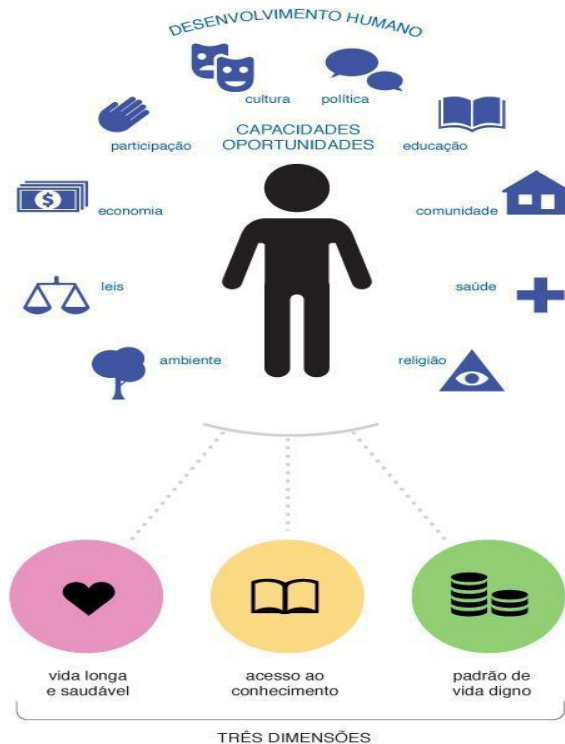 DESENVOLVIMENTO HUMANO
cultura
política
participação
CAPACIDADES
OPORTUNIDADES
educação
economia
comunidade
leis
saúde
ambiente
religião
vida longa
e saudável
acesso ao
conhecimento
padrão de
vida digno
TRÊS DIMENSÕES